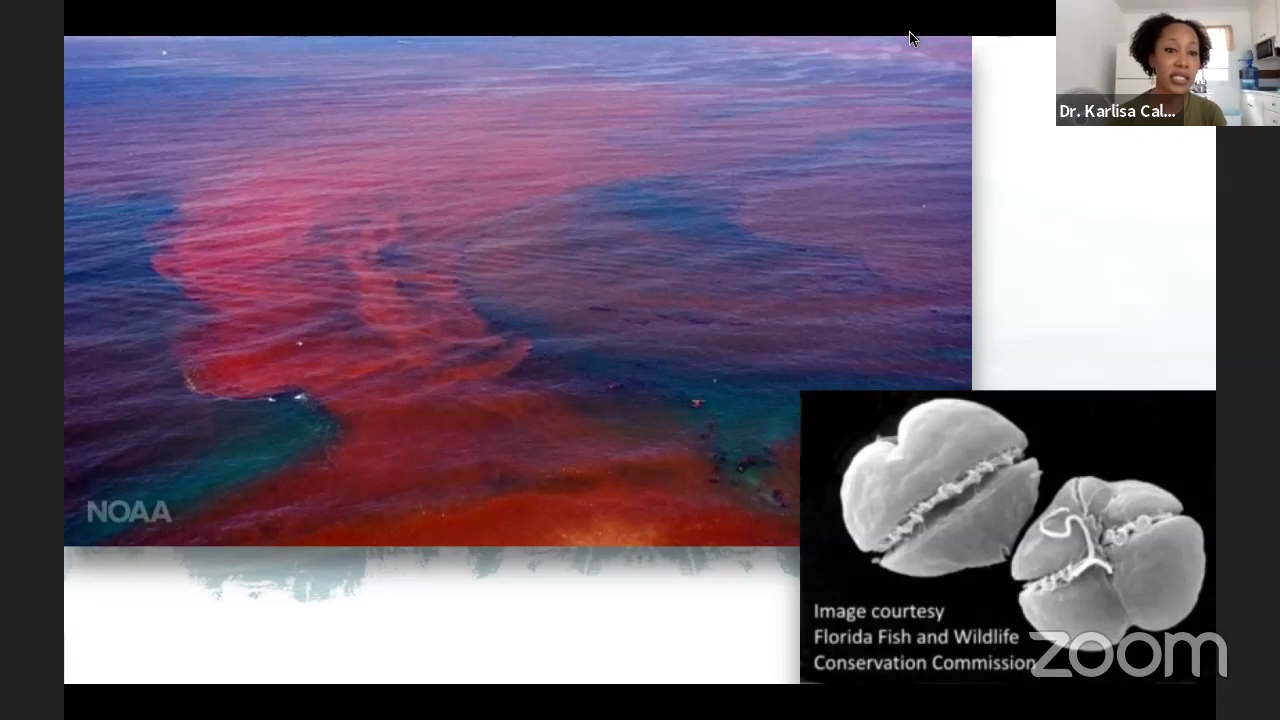 Dr. Karlisa Cal...
NOAA
Image courtesy
Florida Fish and Wildlife
Conservation Commission
zoom